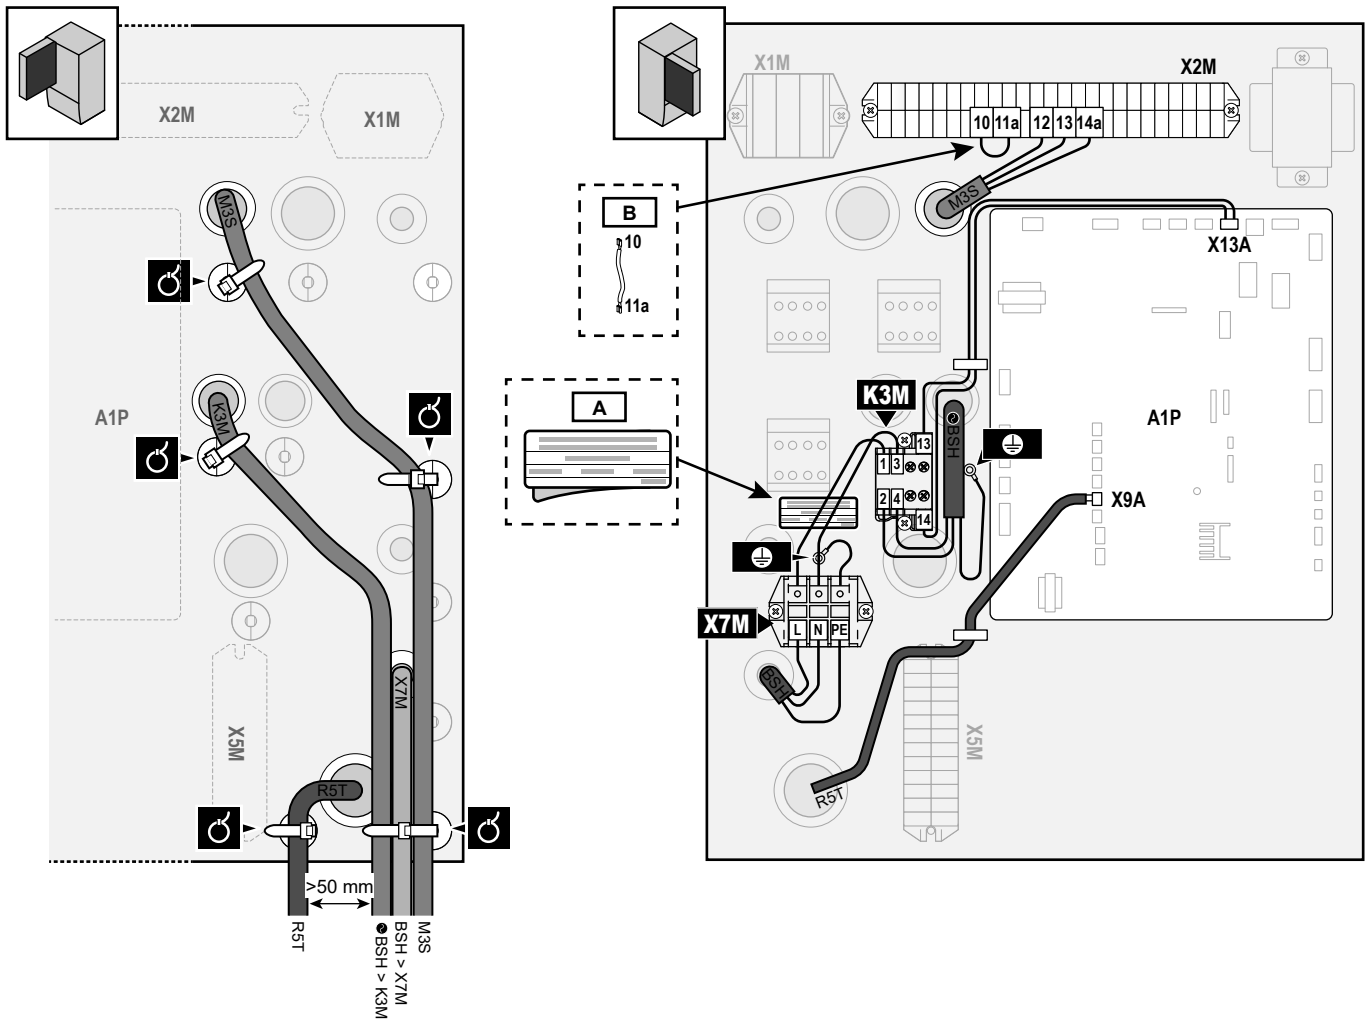 X2M
X1M
M3S
A1P
K3M
X7M
X5M
R5T
>50 mm
R5T
BSH > K3M
BSH > X7M
M3S
X1M
X2M
10 11a 12 13 14a
M3S
B
10
11a
X13A
A
K3M
13
1 3
BSH
A1P
2 4
14
X9A
X7M
L N PE
BSH
X5M
R5T